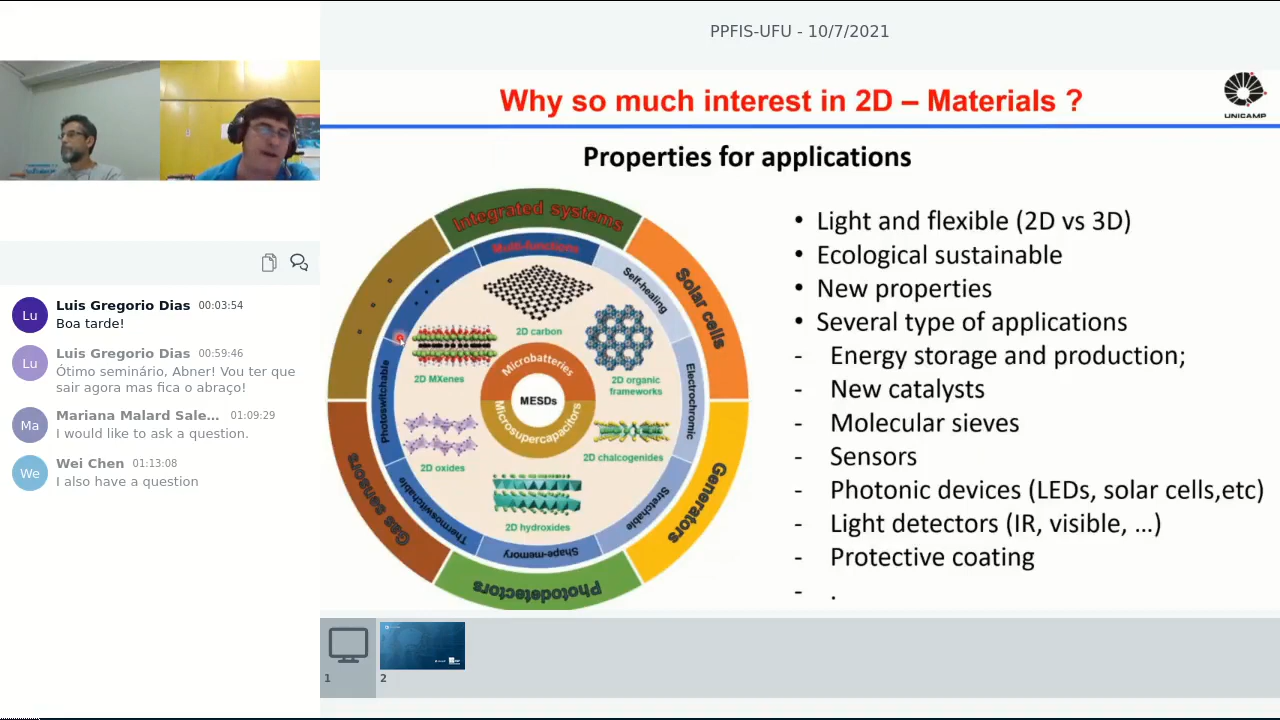 PPFIS-UFU - 10/7/2021
Why so much interest in 2D – Materials ?
UNICAMP
Properties for applications
Integrated systems
Solar cells
Generators
Photodetectors
Gas sensors
Multi-functions
Self-healing
Electrochromic
Stretchable
Shape-memory
Thermoswitchable
Photoswitchable
2D carbon
2D organic
frameworks
2D chalcogenides
2D hydroxides
2D oxides
2D MXenes
Microbatteries
MESDs
Microsupercapacitors
• Light and flexible (2D vs 3D)
• Ecological sustainable
• New properties
• Several type of applications
- Energy storage and production;
- New catalysts
- Molecular sieves
- Sensors
- Photonic devices (LEDs, solar cells,etc)
- Light detectors (IR, visible, ...)
- Protective coating
- .
Lu
Luis Gregorio Dias 00:03:54
Boa tarde!
Lu
Luis Gregorio Dias 00:59:46
Ótimo seminário, Abner! Vou ter que
sair agora mas fica o abraço!
Ma
Mariana Malard Sale... 01:09:29
I would like to ask a question.
We
Wei Chen 01:13:08
I also have a question
1
2